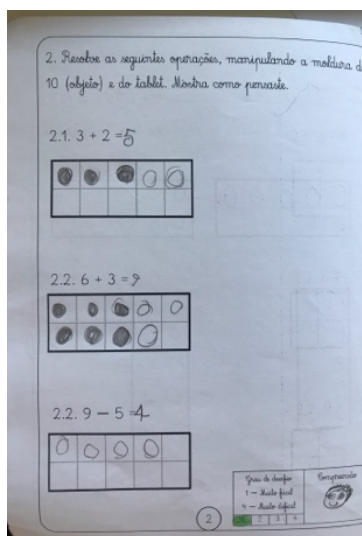 2. Resolve as seguintes operações, manipulando a moldura d
10 (objeto) e do tablet. Mostra como pensaste.
2.1. 3 + 2 = 5
2.2. 6 + 3 = 9
2.2. 9 - 5 = 4
Grau de desafio
1 - Muito fácil
4 - Muito difícil
2 3 4
Compreensão
2